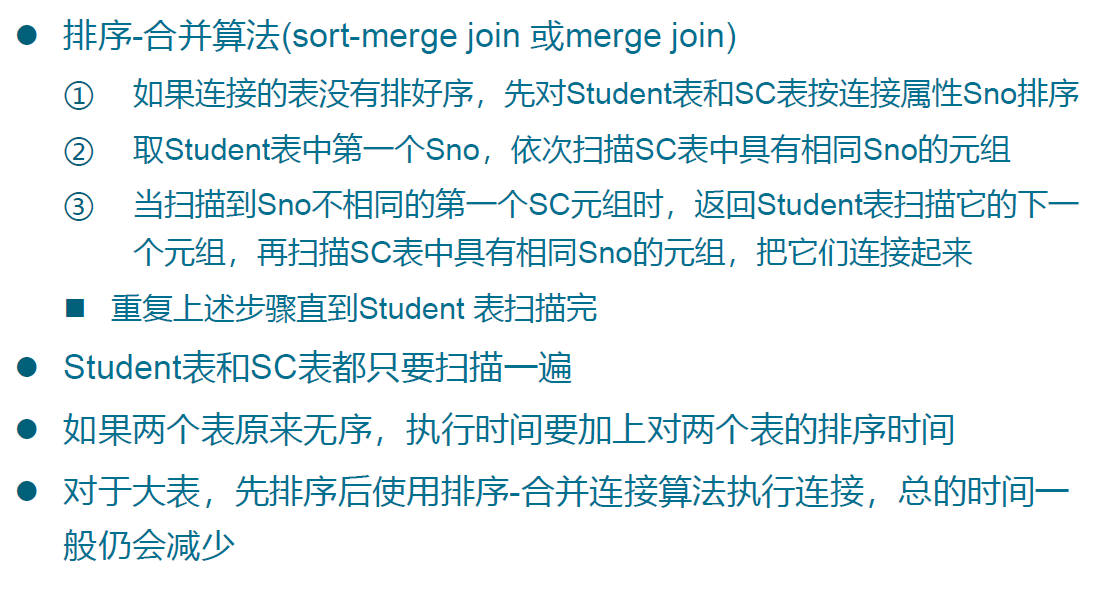 ● 排序-合并算法(sort-merge join 或merge join)
① 如果连接的表没有排好序，先对Student表和SC表按连接属性Sno排序
② 取Student表中第一个Sno，依次扫描SC表中具有相同Sno的元组
③ 当扫描到Sno不相同的第一个SC元组时，返回Student表扫描它的下一
个元组，再扫描SC表中具有相同Sno的元组，把它们连接起来
■ 重复上述步骤直到Student 表扫描完
● Student表和SC表都只要扫描一遍
● 如果两个表原来无序，执行时间要加上对两个表的排序时间
● 对于大表，先排序后使用排序-合并连接算法执行连接，总的时间一
般仍会减少